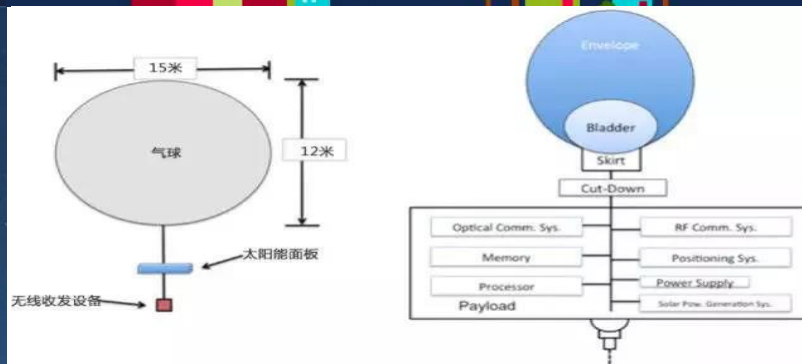 15米
气球
12米
太阳能面板
无线收发设备
Envelope
Bladder
Skirt
Cut-Down
Optical Comm. Sys.
RF Comm. Sys.
Memory
Positioning Sys.
Processor
Power Supply
Payload
Solar Pow. Generation Sys.